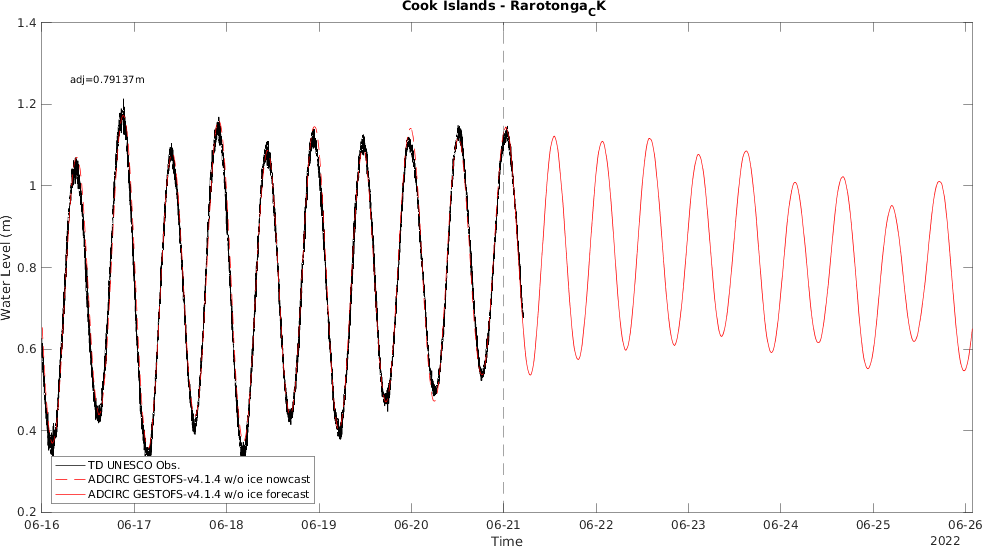 Cook Islands - Rarotonga_CK
1.4
adj=0.79137m
1.2
1
0.8
0.6
0.4
0.2
Water Level (m)
TD UNESCO Obs.
ADCIRC GESTOFS-v4.1.4 w/o ice nowcast
ADCIRC GESTOFS-v4.1.4 w/o ice forecast
06-16 06-17 06-18 06-19 06-20 06-21 06-22 06-23 06-24 06-25 06-26
Time
2022